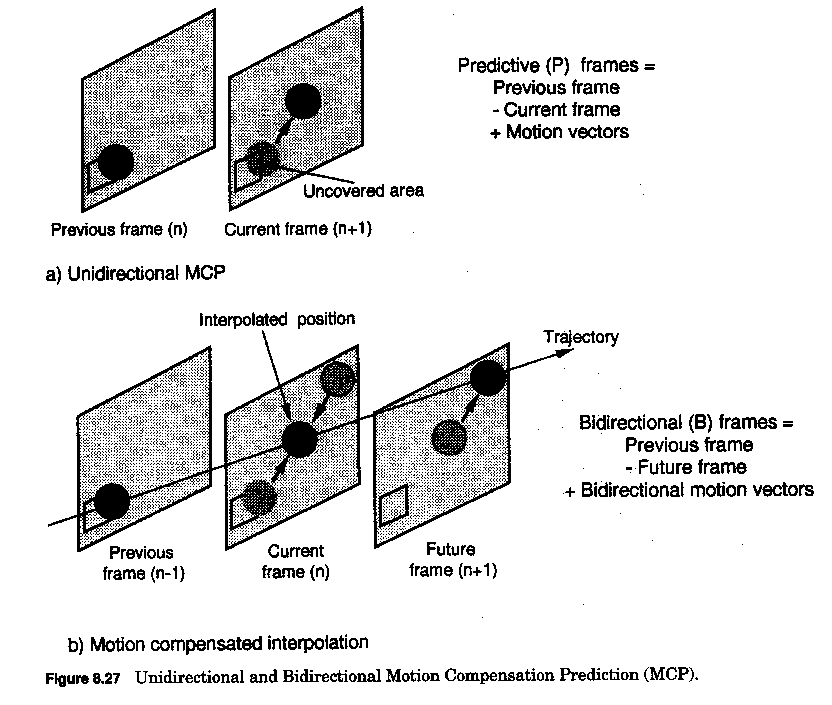 Predictive (P) frames =
Previous frame
- Current frame
+ Motion vectors
Uncovered area
Previous frame (n)
Current frame (n+1)
a) Unidirectional MCP
Interpolated position
Trajectory
Bidirectional (B) frames =
Previous frame
- Future frame
+ Bidirectional motion vectors
Previous
frame (n-1)
Current
frame (n)
Future
frame (n+1)
b) Motion compensated interpolation
Figure 8.27 Unidirectional and Bidirectional Motion Compensation Prediction (MCP).